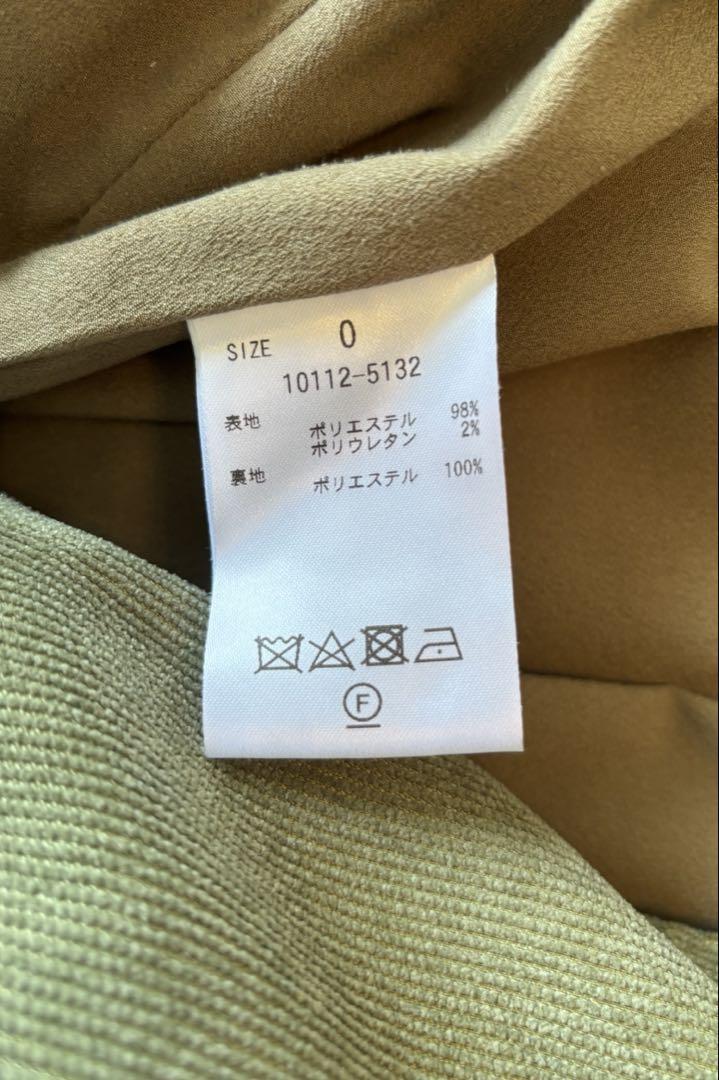 SIZE 0
10112-5132
表地 ポリエステル 98%
ポリウレタン 2%
裏地 ポリエステル 100%
F